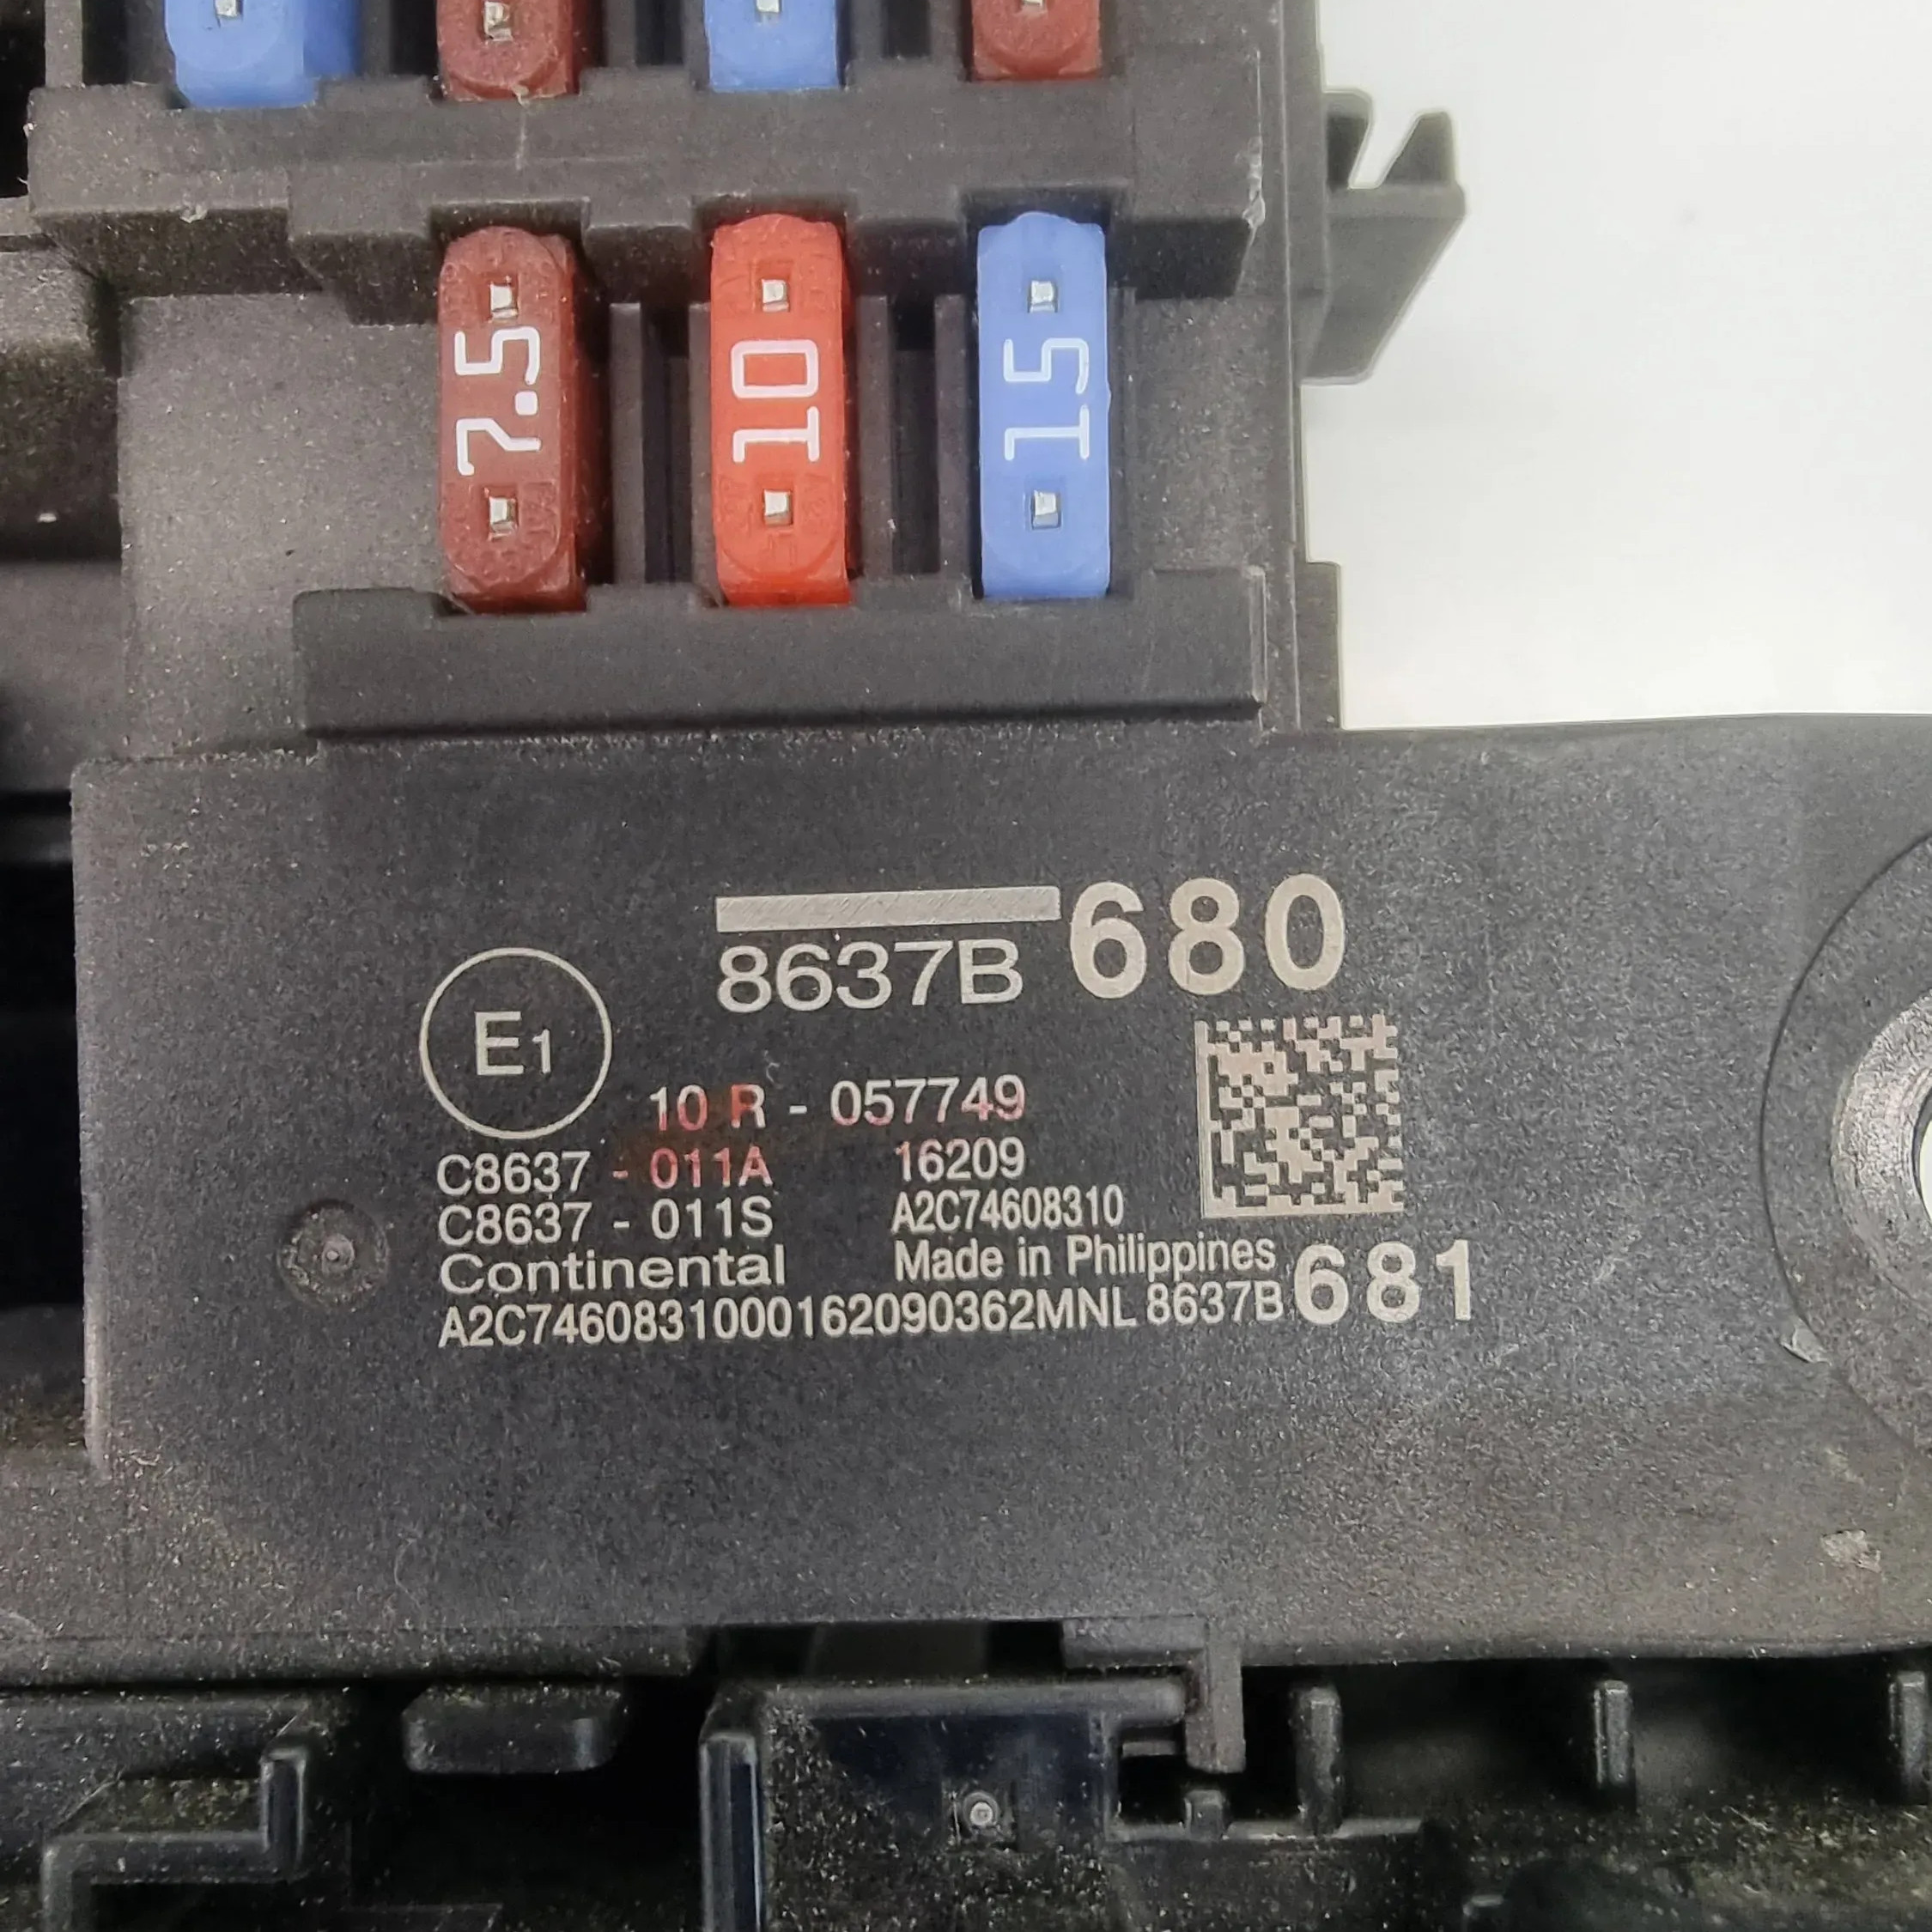 7.5
10
15
8637B 680
E1
10 R - 057749
C8637 - 011A 16209
C8637 - 011S A2C74608310
Continental Made in Philippines
A2C7460831000162090362MNL 8637B 681